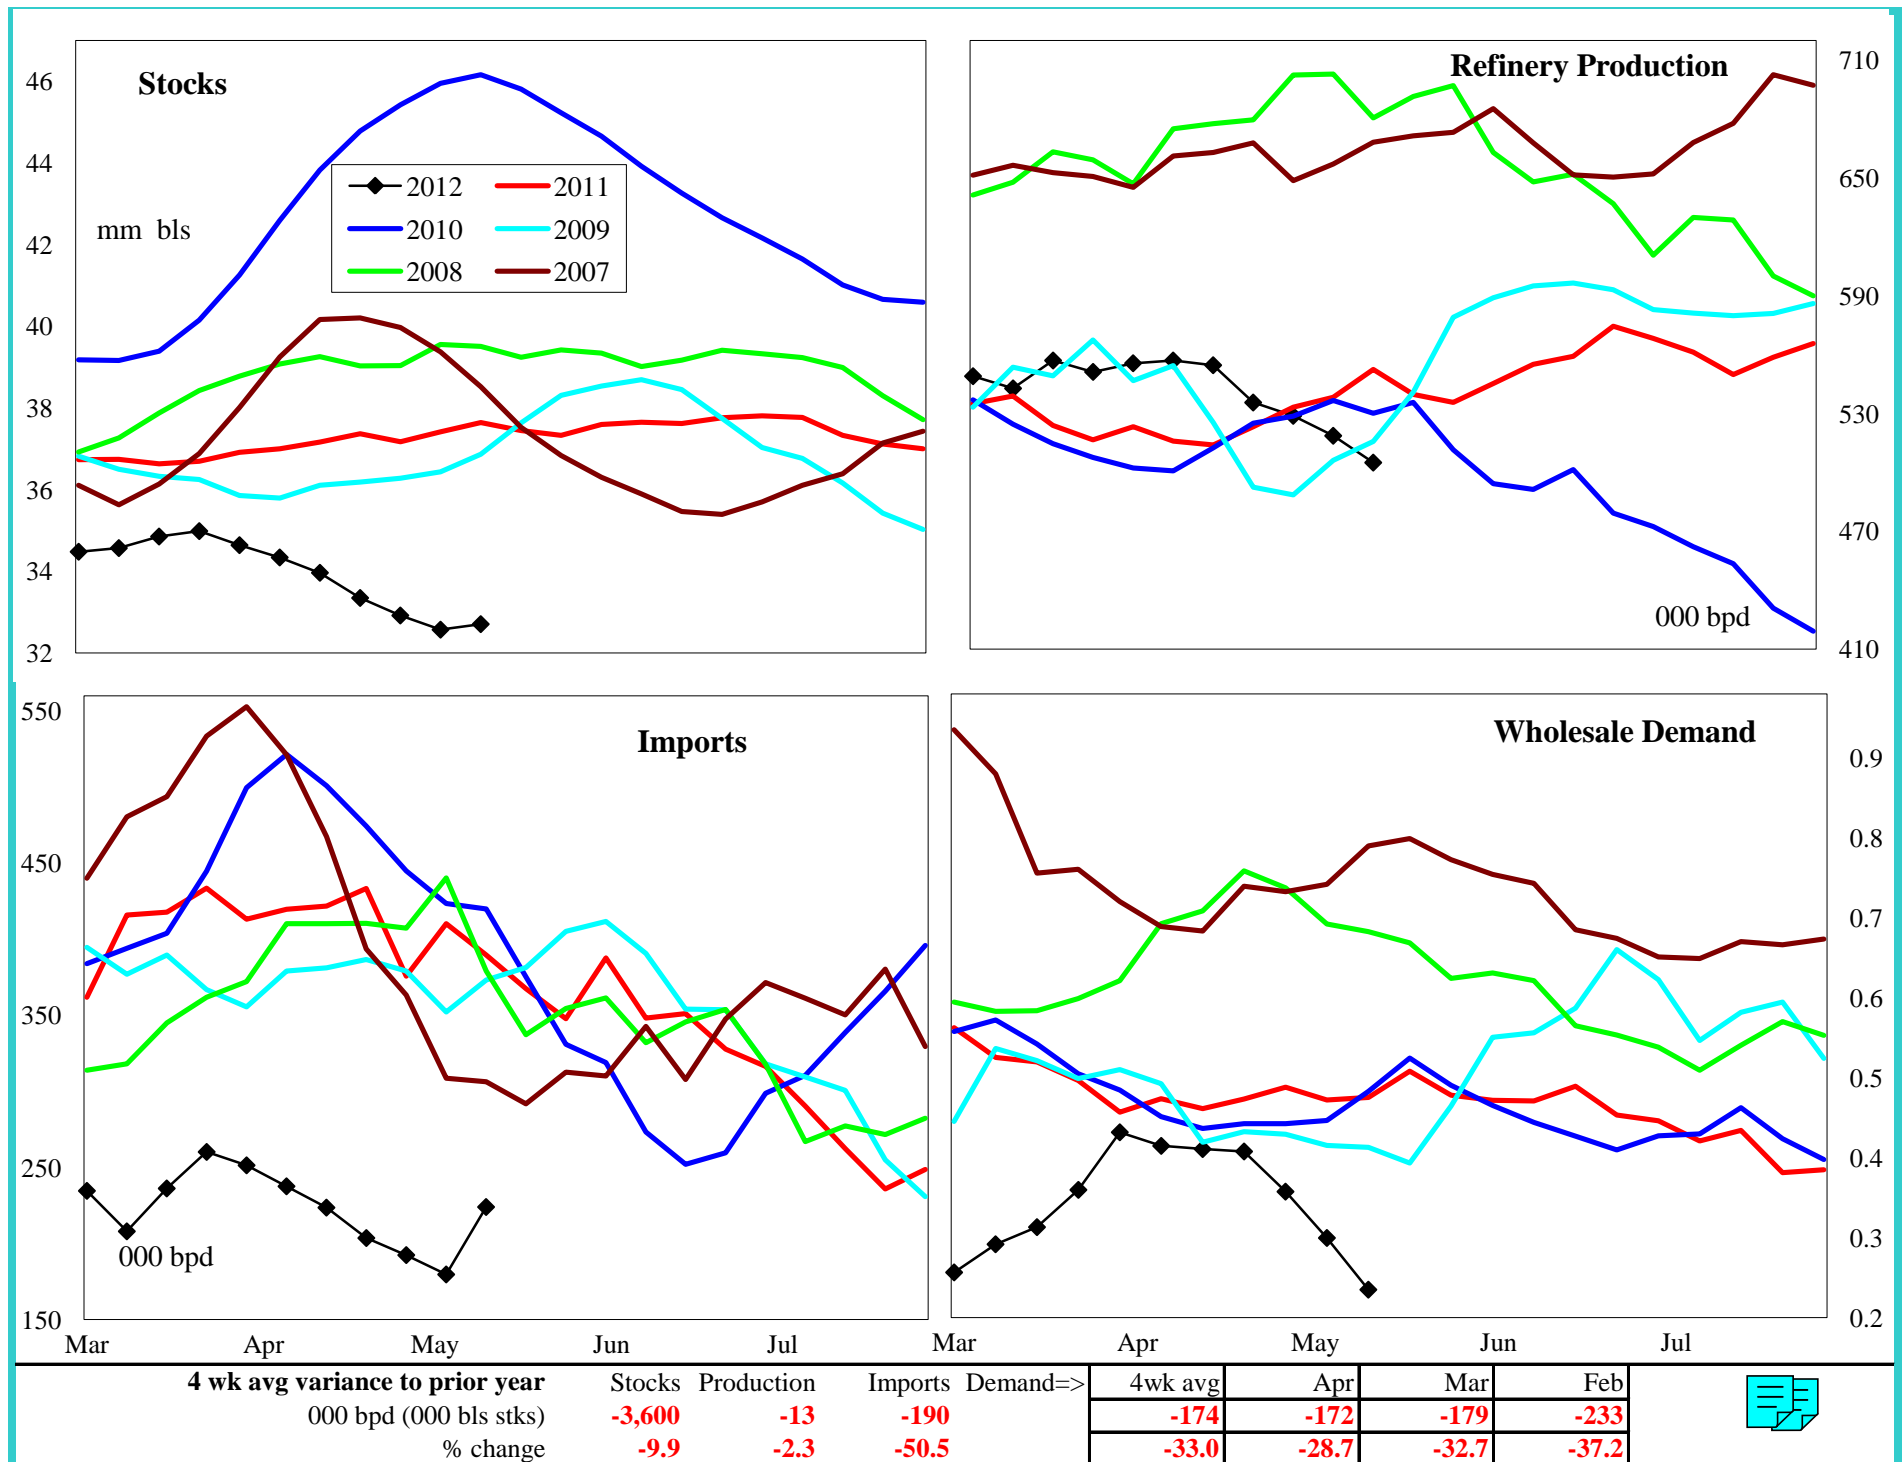 Stocks
mm bls
46
44
42
40
38
36
34
32
2012 2011
2010 2009
2008 2007
Refinery Production
000 bpd
710
650
590
530
470
410
Imports
000 bpd
550
450
350
250
150
Mar Apr May Jun Jul
Wholesale Demand
0.9
0.8
0.7
0.6
0.5
0.4
0.3
0.2
Mar Apr May Jun Jul
4 wk avg variance to prior year Stocks Production Imports Demand=> 4wk avg Apr Mar Feb
000 bpd (000 bls stks) -3,600 -13 -190 -174 -172 -179 -233
% change -9.9 -2.3 -50.5 -33.0 -28.7 -32.7 -37.2